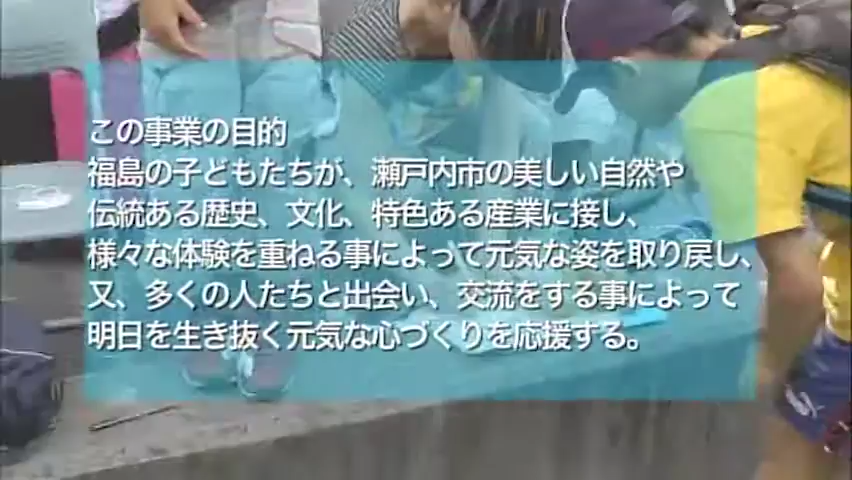 この事業の目的
福島の子どもたちが、瀬戸内市の美しい自然や
伝統ある歴史、文化、特色ある産業に接し、
様々な体験を重ねる事によって元気な姿を取り戻し、
又、多くの人たちと出会い、交流をする事によって
明日を生き抜く元気な心づくりを応援する。